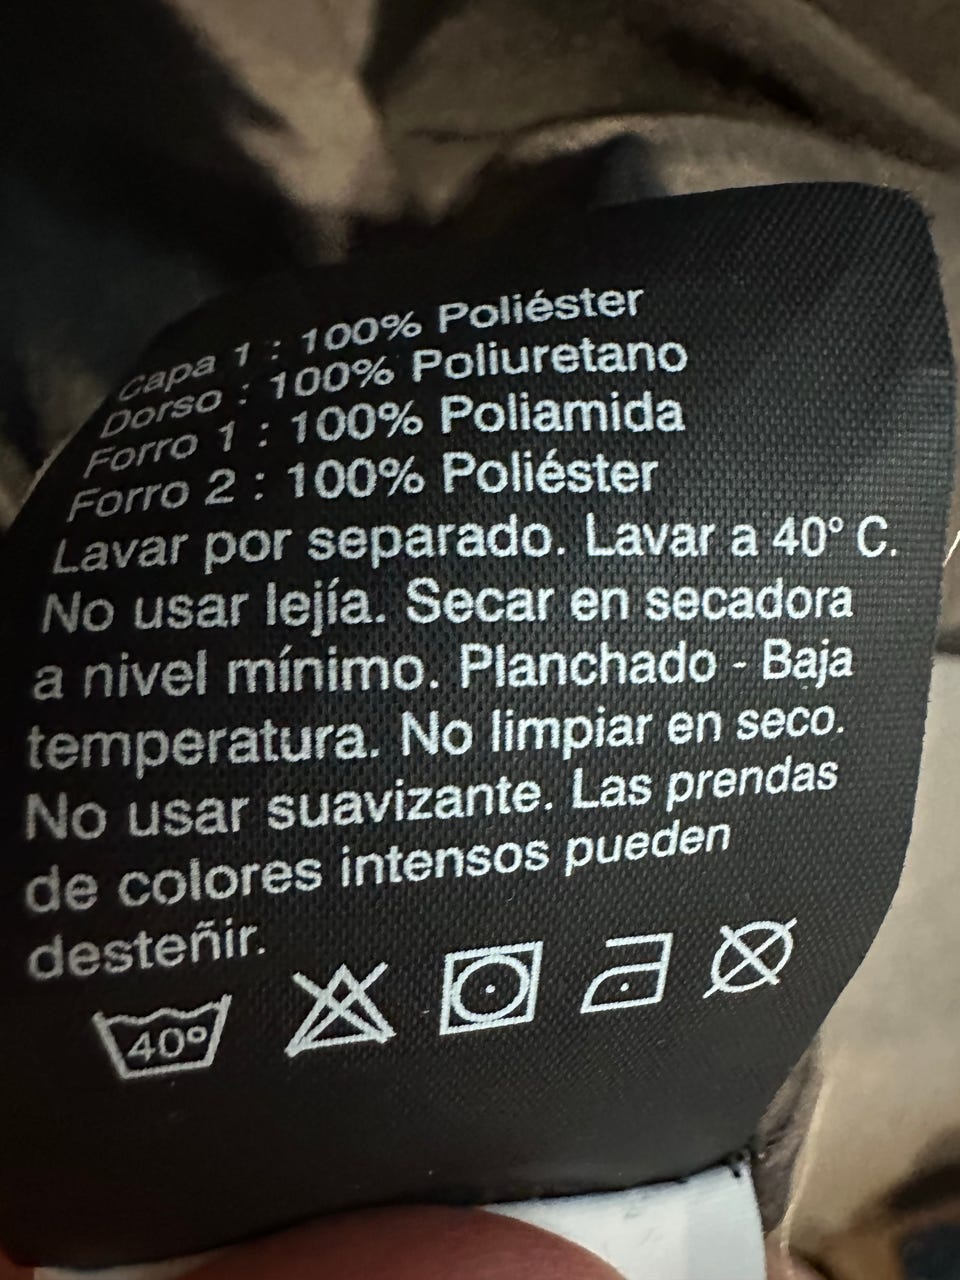 Capa 1 : 100% Poliéster
Dorso : 100% Poliuretano
Forro 1 : 100% Poliamida
Forro 2 : 100% Poliéster
Lavar por separado. Lavar a 40° C.
No usar lejía. Secar en secadora
a nivel mínimo. Planchado - Baja
temperatura. No limpiar en seco.
No usar suavizante. Las prendas
de colores intensos pueden
desteñir.
40°